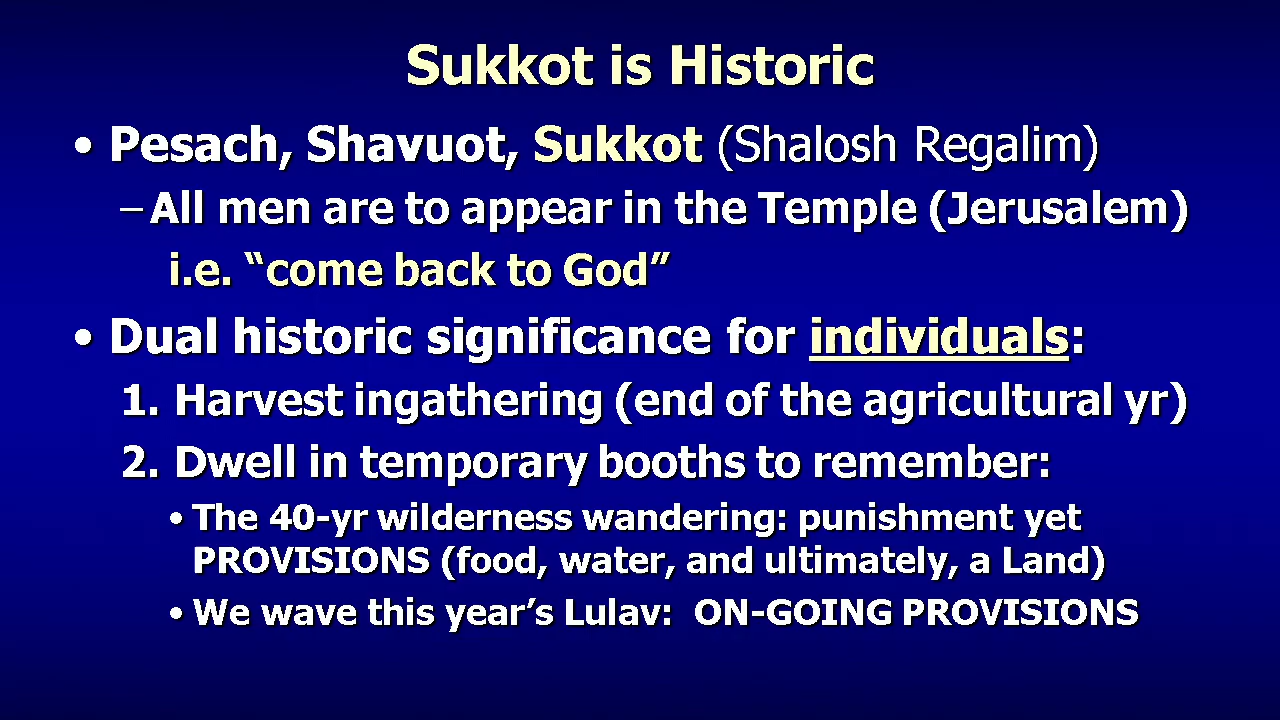 Sukkot is Historic
• Pesach, Shavuot, Sukkot (Shalosh Regalim)
– All men are to appear in the Temple (Jerusalem)
i.e. “come back to God”
• Dual historic significance for individuals:
1. Harvest ingathering (end of the agricultural yr)
2. Dwell in temporary booths to remember:
• The 40-yr wilderness wandering: punishment yet
PROVISIONS (food, water, and ultimately, a Land)
• We wave this year’s Lulav:  ON-GOING PROVISIONS